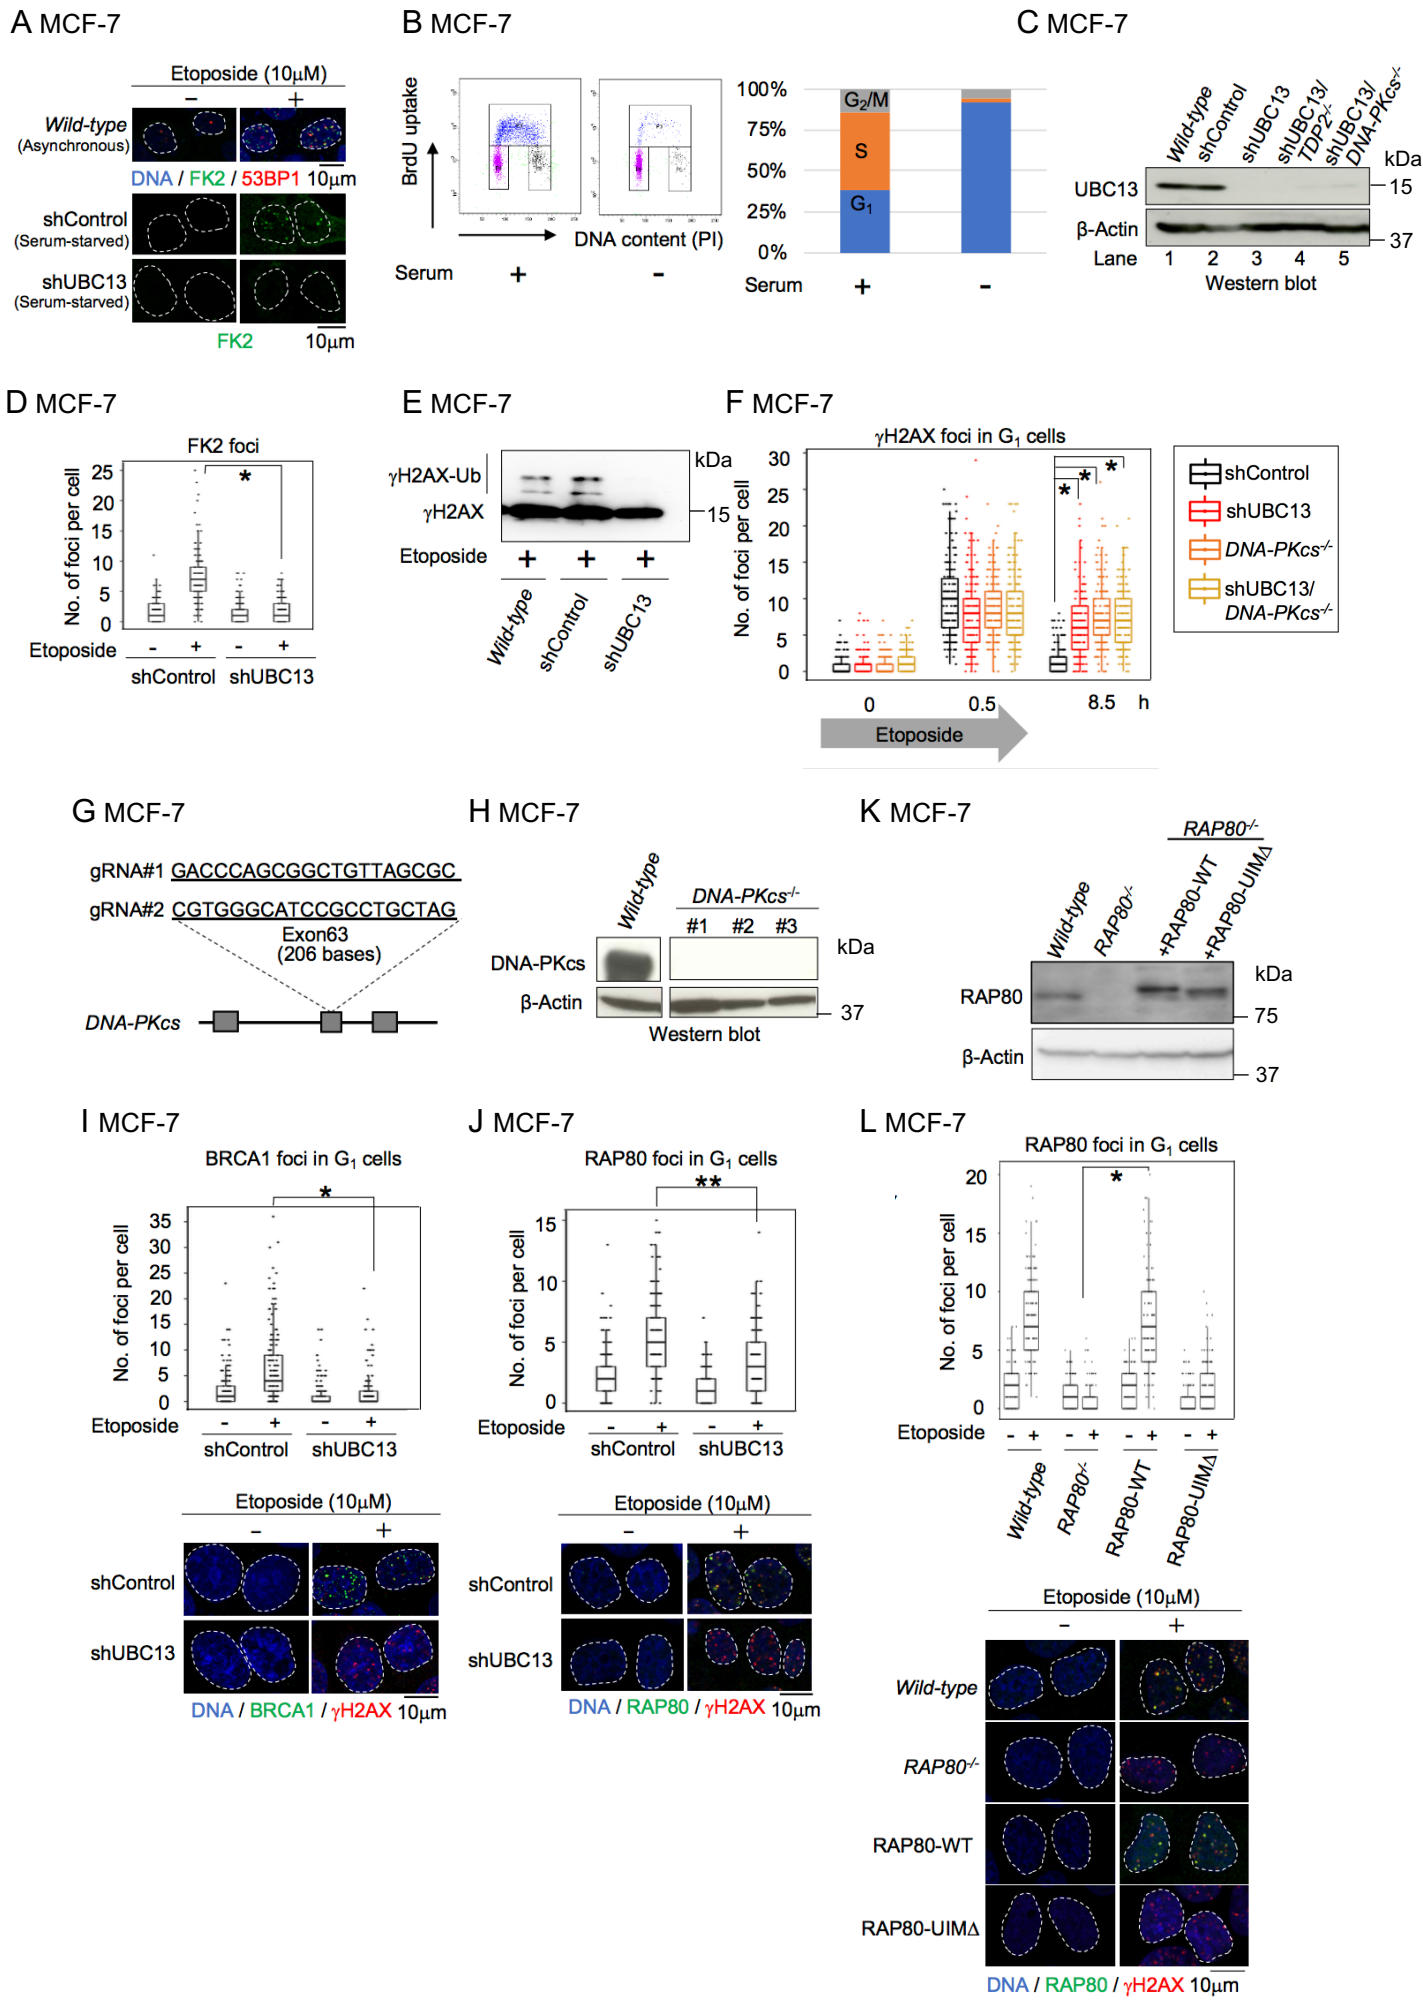 A MCF-7
Etoposide (10μM)
− +
Wild-type
(Asynchronous)
DNA / FK2 / 53BP1 10μm
shControl
(Serum-starved)
shUBC13
(Serum-starved)
FK2 10μm
B MCF-7
BrdU uptake
DNA content (PI)
Serum + -
100%
75%
50%
25%
0%
G2/M
S
G1
Serum + -
C MCF-7
Wild-type
shControl
shUBC13
shUBC13/
TDP2-/-
shUBC13/
DNA-PKcs-/-
kDa
UBC13
15
β-Actin
37
Lane 1 2 3 4 5
Western blot
D MCF-7
FK2 foci
No. of foci per cell
25
20
15
10
5
0
*
Etoposide - + - +
shControl shUBC13
E MCF-7
kDa
γH2AX-Ub
γH2AX
15
Etoposide + + +
Wild-type
shControl
shUBC13
F MCF-7
γH2AX foci in G1 cells
No. of foci per cell
30
25
20
15
10
5
0
* * *
0 0.5 8.5 h
Etoposide
shControl
shUBC13
DNA-PKcs-/-
shUBC13/
DNA-PKcs-/-
G MCF-7
gRNA#1 GACCCAGCGGCTGTTAGCGC
gRNA#2 CGTGGGCATCCGCCTGCTAG
Exon63
(206 bases)
DNA-PKcs
H MCF-7
Wild-type
DNA-PKcs-/-
#1 #2 #3
kDa
DNA-PKcs
β-Actin
37
Western blot
K MCF-7
RAP80-/-
Wild-type
RAP80-/-
+RAP80-WT
+RAP80-UIMΔ
kDa
RAP80
75
β-Actin
37
I MCF-7
BRCA1 foci in G1 cells
No. of foci per cell
35
30
25
20
15
10
5
0
*
Etoposide - + - +
shControl shUBC13
Etoposide (10μM)
− +
shControl
shUBC13
DNA / BRCA1 / γH2AX 10μm
J MCF-7
RAP80 foci in G1 cells
No. of foci per cell
15
10
5
0
**
Etoposide - + - +
shControl shUBC13
Etoposide (10μM)
− +
shControl
shUBC13
DNA / RAP80 / γH2AX 10μm
L MCF-7
RAP80 foci in G1 cells
No. of foci per cell
20
15
10
5
0
*
Etoposide - + - + - + - +
Wild-type
RAP80-/-
RAP80-WT
RAP80-UIMΔ
Etoposide (10μM)
− +
Wild-type
RAP80-/-
RAP80-WT
RAP80-UIMΔ
DNA / RAP80 / γH2AX 10μm